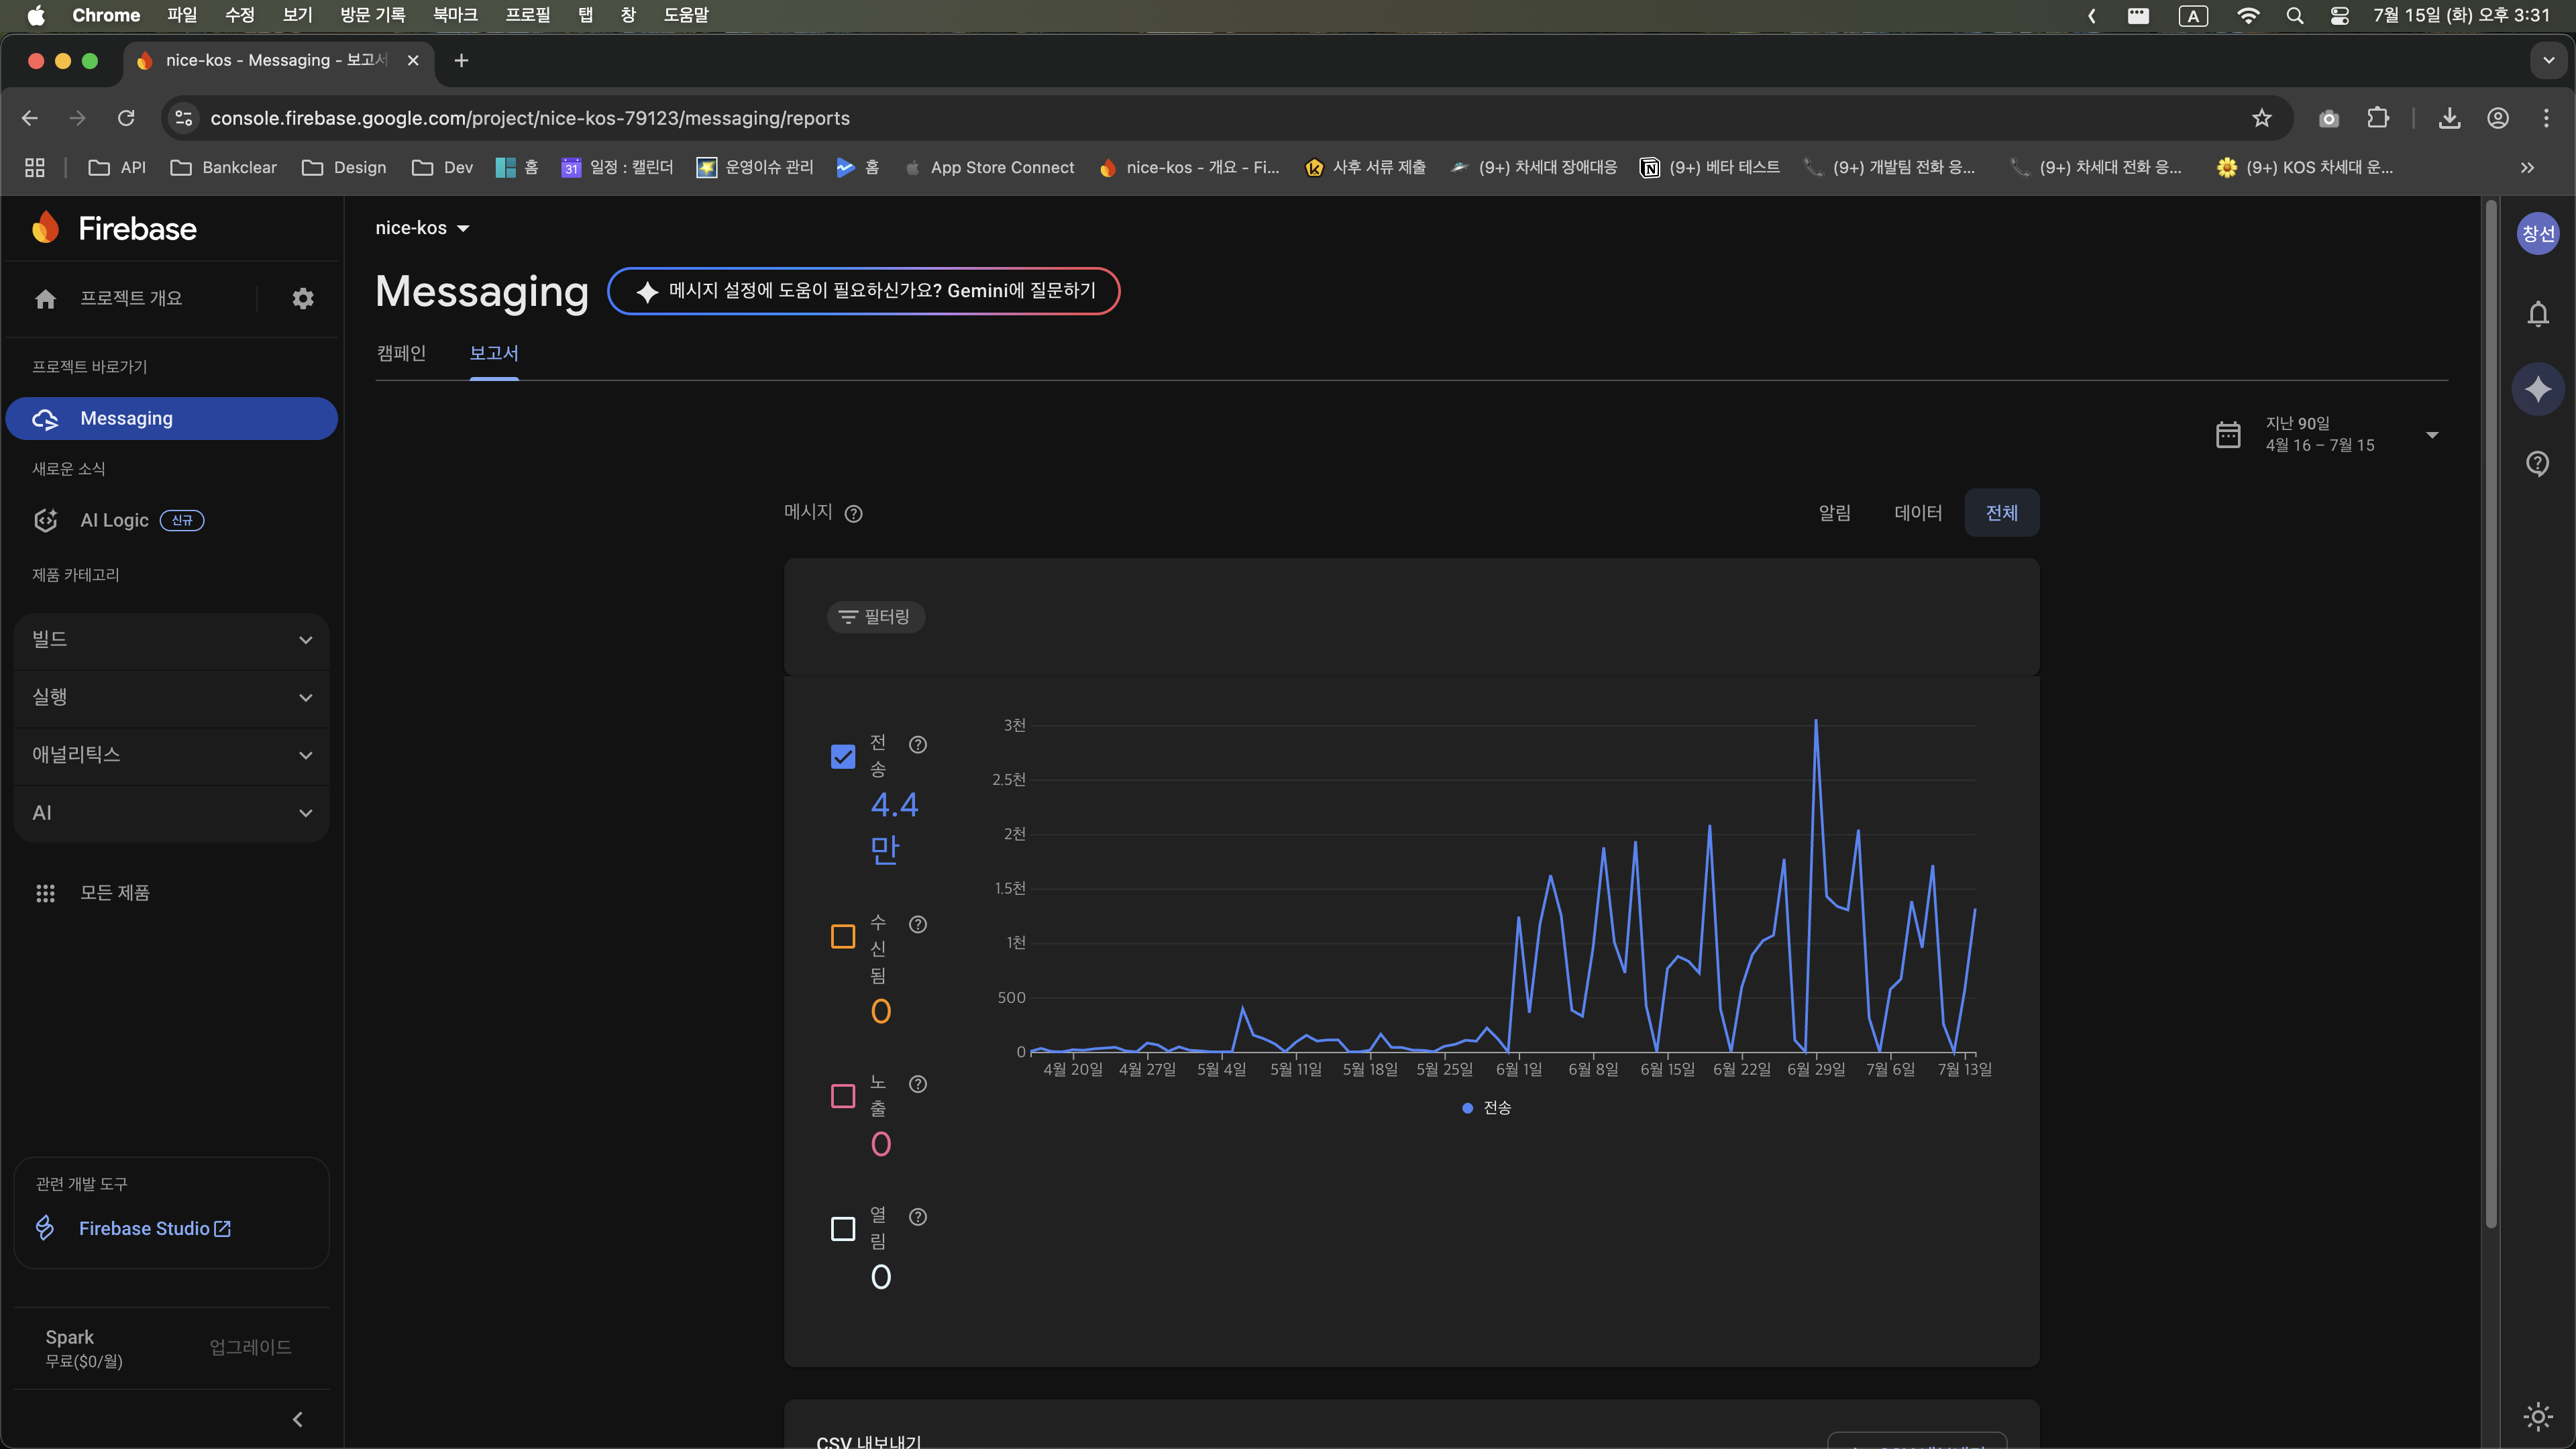 Chrome 파일 수정 보기 방문 기록 북마크 프로필 탭 창 도움말
A 7월 15일 (화) 오후 3:31
nice-kos - Messaging - 보고서
console.firebase.google.com/project/nice-kos-79123/messaging/reports
API Bankclear Design Dev 홈 31 일정 : 캘린더 운영이슈 관리 홈 App Store Connect nice-kos - 개요 - Fi... 사후 서류 제출 (9+) 차세대 장애대응 (9+) 베타 테스트 (9+) 개발팀 전화 응... (9+) 차세대 전화 응... (9+) KOS 차세대 운...
Firebase
프로젝트 개요
프로젝트 바로가기
Messaging
새로운 소식
AI Logic 신규
제품 카테고리
빌드
실행
애널리틱스
AI
모든 제품
관련 개발 도구
Firebase Studio
Spark
무료($0/월)
업그레이드
nice-kos
Messaging
메시지 설정에 도움이 필요하신가요? Gemini에 질문하기
캠페인 보고서
지난 90일
4월 16 – 7월 15
메시지
알림 데이터 전체
필터링
전
송
4.4
만
수
신
됨
0
노
출
0
열
림
0
3천
2.5천
2천
1.5천
1천
500
0
4월 20일 4월 27일 5월 4일 5월 11일 5월 18일 5월 25일 6월 1일 6월 8일 6월 15일 6월 22일 6월 29일 7월 6일 7월 13일
전송
CSV 내보내기
창선